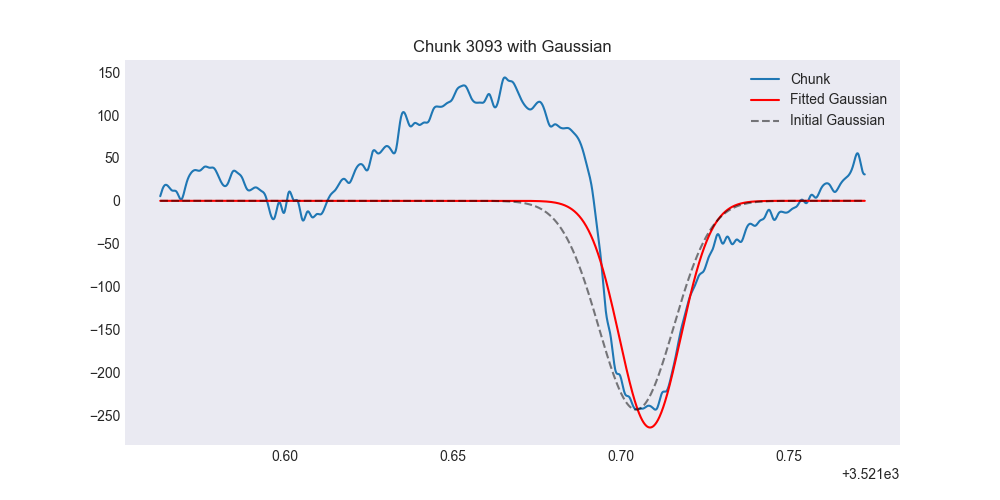 Chunk 3093 with Gaussian
Chunk
Fitted Gaussian
Initial Gaussian
150
100
50
0
−50
−100
−150
−200
−250
0.60 0.65 0.70 0.75
+3.521e3